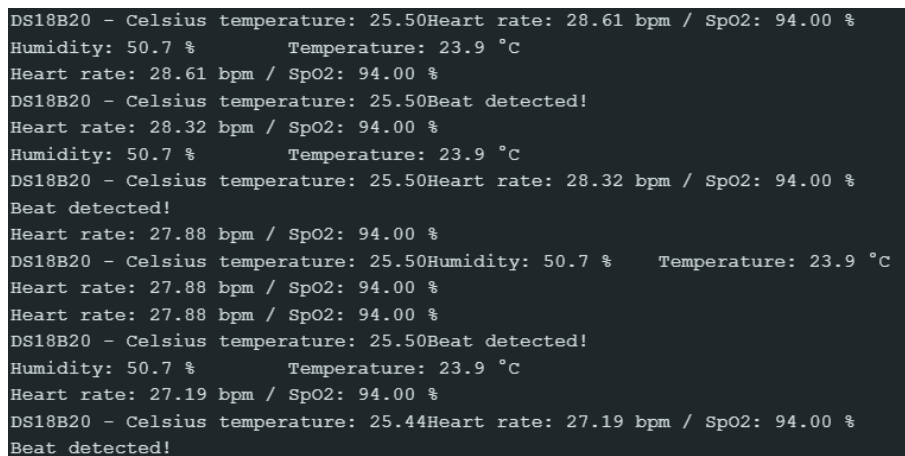 DS18B20 - Celsius temperature: 25.50Heart rate: 28.61 bpm / SpO2: 94.00 %
Humidity: 50.7 %        Temperature: 23.9 °C
Heart rate: 28.61 bpm / SpO2: 94.00 %
DS18B20 - Celsius temperature: 25.50Beat detected!
Heart rate: 28.32 bpm / SpO2: 94.00 %
Humidity: 50.7 %        Temperature: 23.9 °C
DS18B20 - Celsius temperature: 25.50Heart rate: 28.32 bpm / SpO2: 94.00 %
Beat detected!
Heart rate: 27.88 bpm / SpO2: 94.00 %
DS18B20 - Celsius temperature: 25.50Humidity: 50.7 %    Temperature: 23.9 °C
Heart rate: 27.88 bpm / SpO2: 94.00 %
Heart rate: 27.88 bpm / SpO2: 94.00 %
DS18B20 - Celsius temperature: 25.50Beat detected!
Humidity: 50.7 %        Temperature: 23.9 °C
Heart rate: 27.19 bpm / SpO2: 94.00 %
DS18B20 - Celsius temperature: 25.44Heart rate: 27.19 bpm / SpO2: 94.00 %
Beat detected!